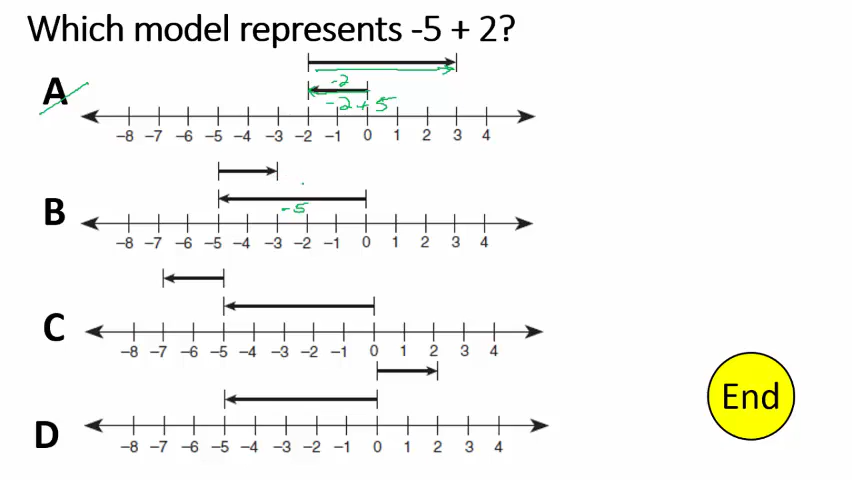 Which model represents -5 + 2?
A
-2
-2 + 5
-8 -7 -6 -5 -4 -3 -2 -1 0 1 2 3 4
B
-5
-8 -7 -6 -5 -4 -3 -2 -1 0 1 2 3 4
C
-8 -7 -6 -5 -4 -3 -2 -1 0 1 2 3 4
D
-8 -7 -6 -5 -4 -3 -2 -1 0 1 2 3 4
End